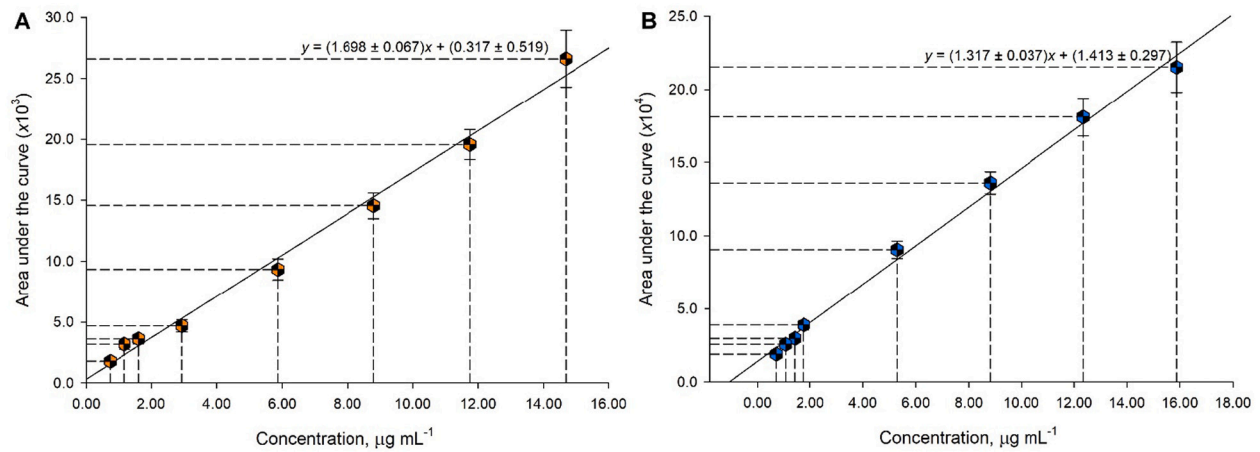 A
y = (1.698 ± 0.067)x + (0.317 ± 0.519)
Area under the curve (x10³)
30.0
25.0
20.0
15.0
10.0
5.0
0.0
0.00 2.00 4.00 6.00 8.00 10.00 12.00 14.00 16.00
Concentration, μg mL⁻¹
B
y = (1.317 ± 0.037)x + (1.413 ± 0.297)
Area under the curve (x10⁴)
25.0
20.0
15.0
10.0
5.0
0.0
0.00 2.00 4.00 6.00 8.00 10.00 12.00 14.00 16.00 18.00
Concentration, μg mL⁻¹